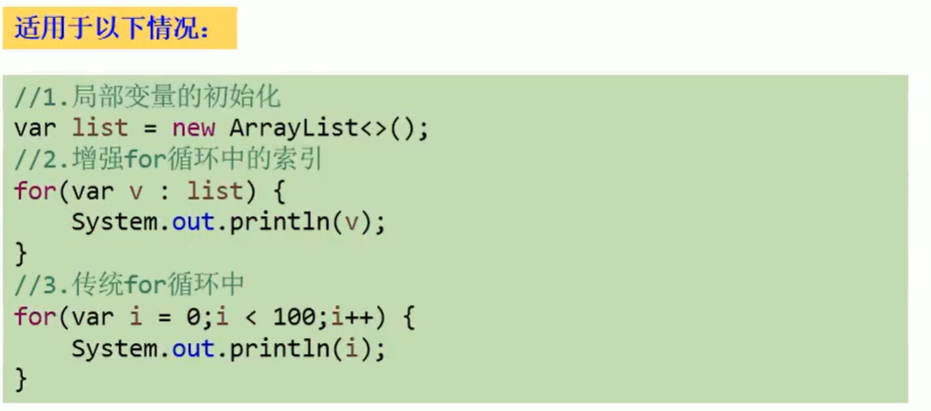 适用于以下情况：
//1.局部变量的初始化
var list = new ArrayList<>();
//2.增强for循环中的索引
for(var v : list) {
    System.out.println(v);
}
//3.传统for循环中
for(var i = 0;i < 100;i++) {
    System.out.println(i);
}